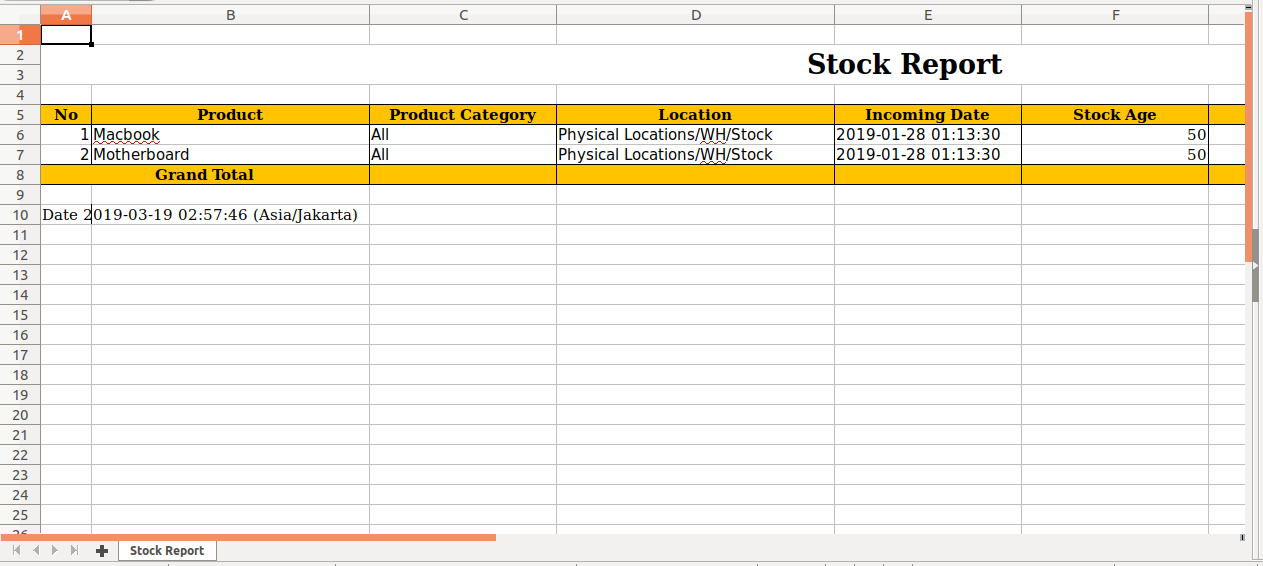 A B C D E F
1
2
3 Stock Report
4
5 No Product Product Category Location Incoming Date Stock Age
6 1 Macbook All Physical Locations/WH/Stock 2019-01-28 01:13:30 50
7 2 Motherboard All Physical Locations/WH/Stock 2019-01-28 01:13:30 50
8 Grand Total
9
10 Date 2019-03-19 02:57:46 (Asia/Jakarta)
11
12
13
14
15
16
17
18
19
20
21
22
23
24
25
26
Stock Report